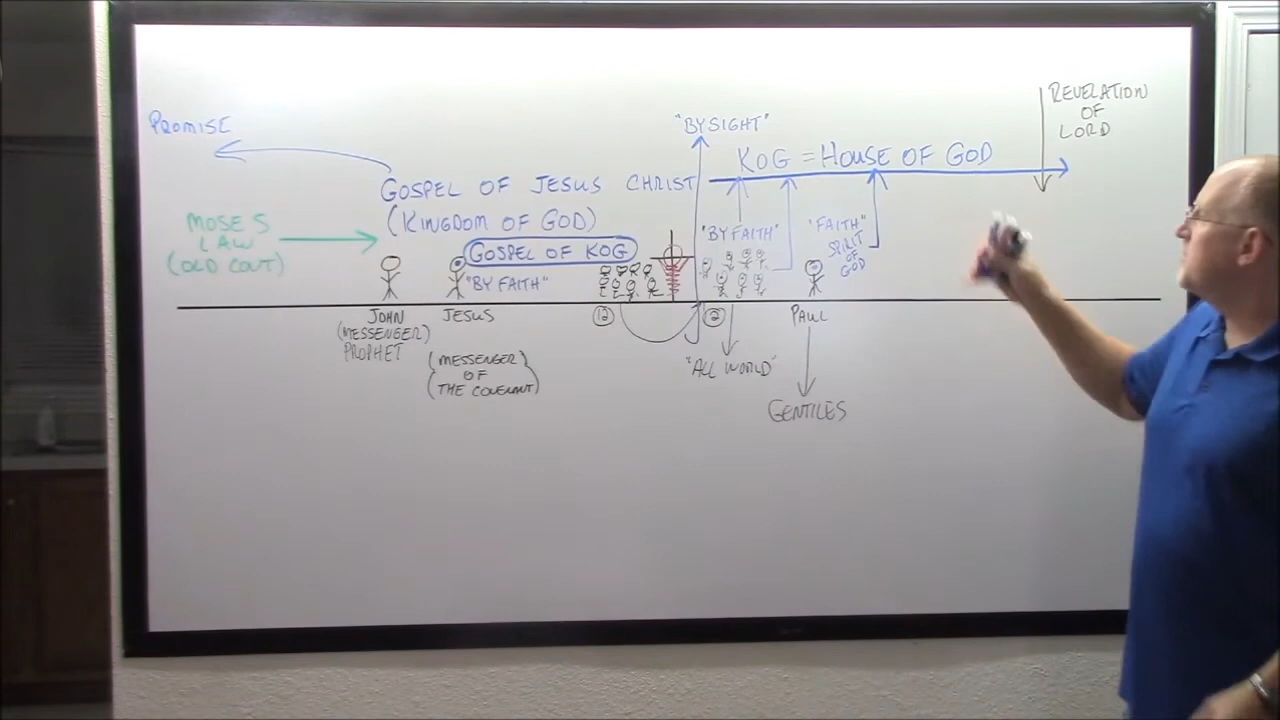 PROMISE
GOSPEL OF JESUS CHRIST
(KINGDOM OF GOD)
GOSPEL OF KOG
"BY FAITH"
MOSES
LAW
(OLD COVT)
JOHN
(MESSENGER)
PROPHET
JESUS
(MESSENGER)
OF
(THE COVENANT)
12
"BY SIGHT"
KOG = HOUSE OF GOD
"BY FAITH"
"FAITH"
SPIRIT
OF
GOD
12
"ALL WORLD"
PAUL
GENTILES
REVELATION
OF
LORD